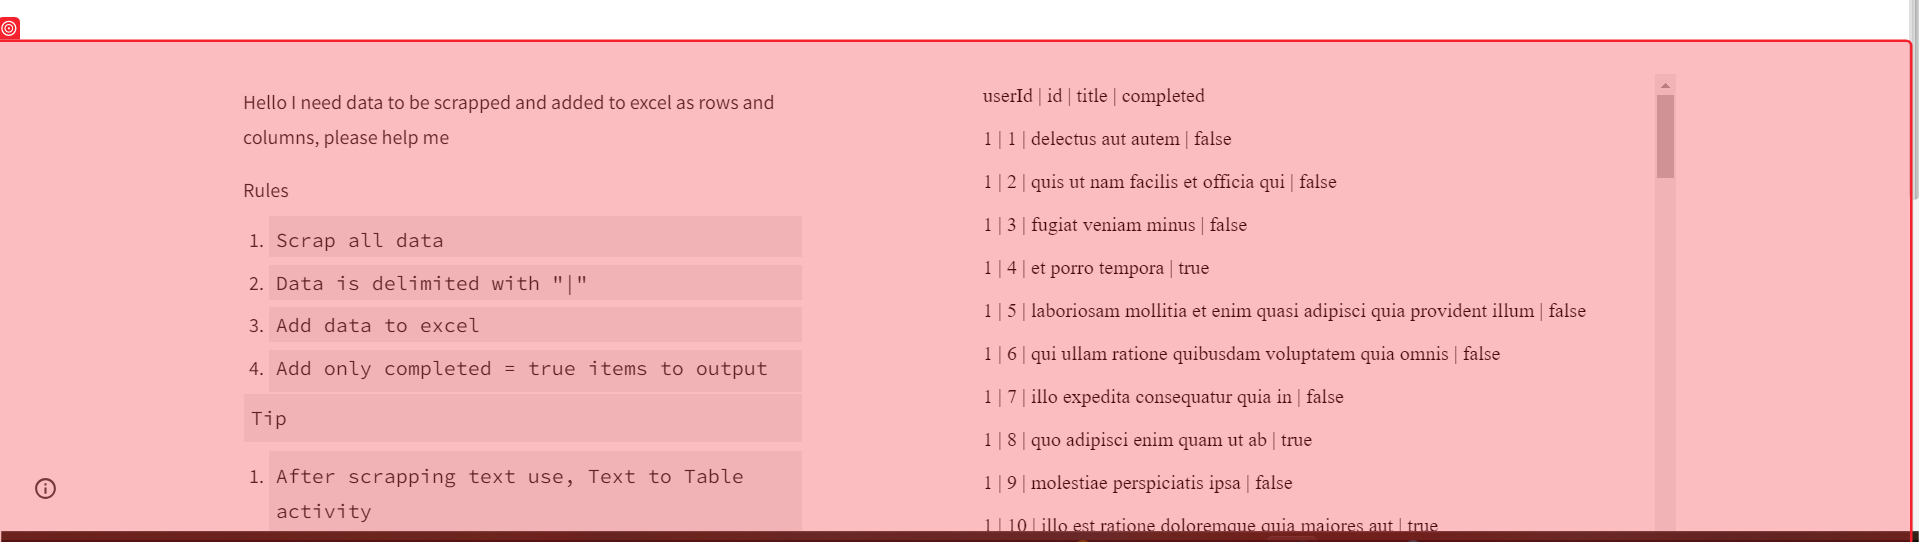 Hello I need data to be scrapped and added to excel as rows and
columns, please help me
Rules
1. Scrap all data
2. Data is delimited with "|"
3. Add data to excel
4. Add only completed = true items to output
Tip
1. After scrapping text use, Text to Table
activity
userId | id | title | completed
1 | 1 | delectus aut autem | false
1 | 2 | quis ut nam facilis et officia qui | false
1 | 3 | fugiat veniam minus | false
1 | 4 | et porro tempora | true
1 | 5 | laboriosam mollitia et enim quasi adipisci quia provident illum | false
1 | 6 | qui ullam ratione quibusdam voluptatem quia omnis | false
1 | 7 | illo expedita consequatur quia in | false
1 | 8 | quo adipisci enim quam ut ab | true
1 | 9 | molestiae perspiciatis ipsa | false
1 | 10 | illo est ratione doloremque quia maiores aut | true